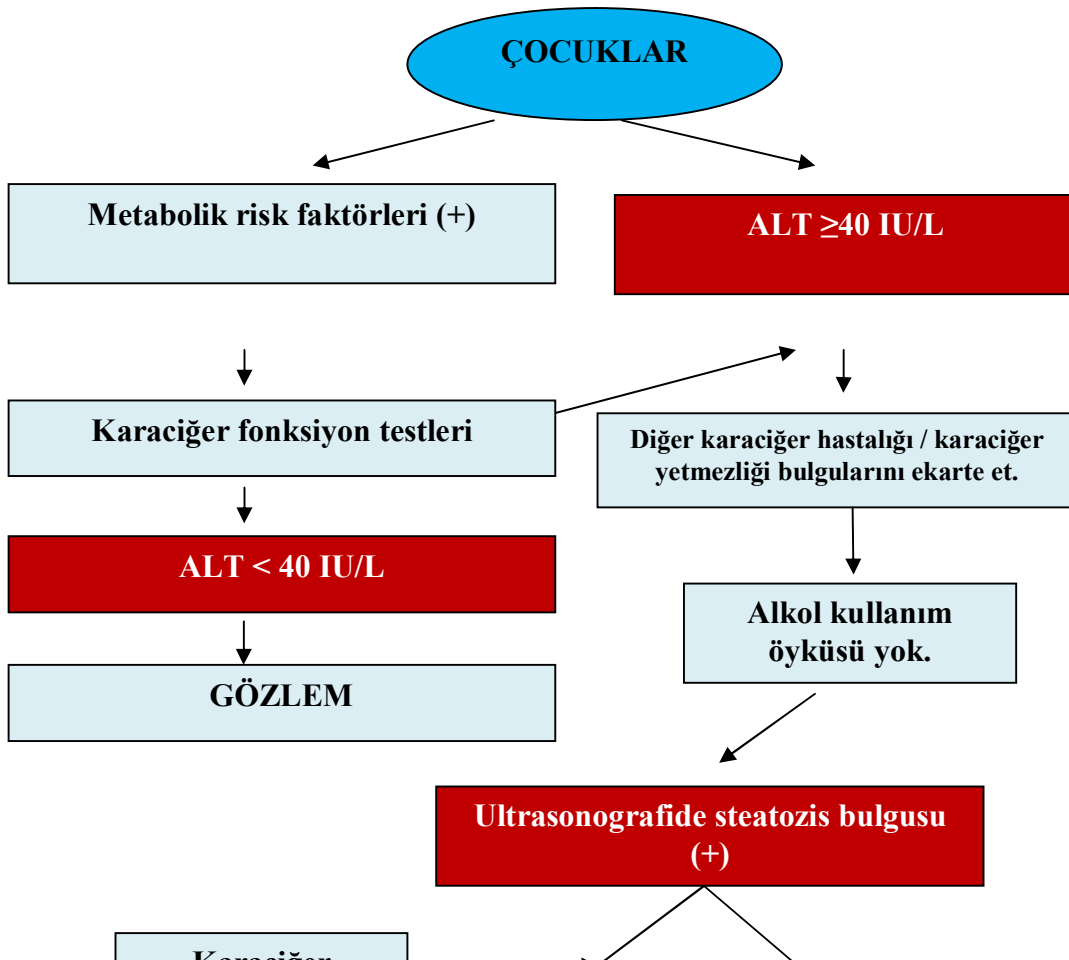 ÇOCUKLAR
Metabolik risk faktörleri (+)
ALT ≥40 IU/L
Karaciğer fonksiyon testleri
Diğer karaciğer hastalığı / karaciğer
yetmezliği bulgularını ekarte et.
ALT < 40 IU/L
Alkol kullanım
öyküsü yok.
GÖZLEM
Ultrasonografide steatozis bulgusu
(+)
Karaciğer